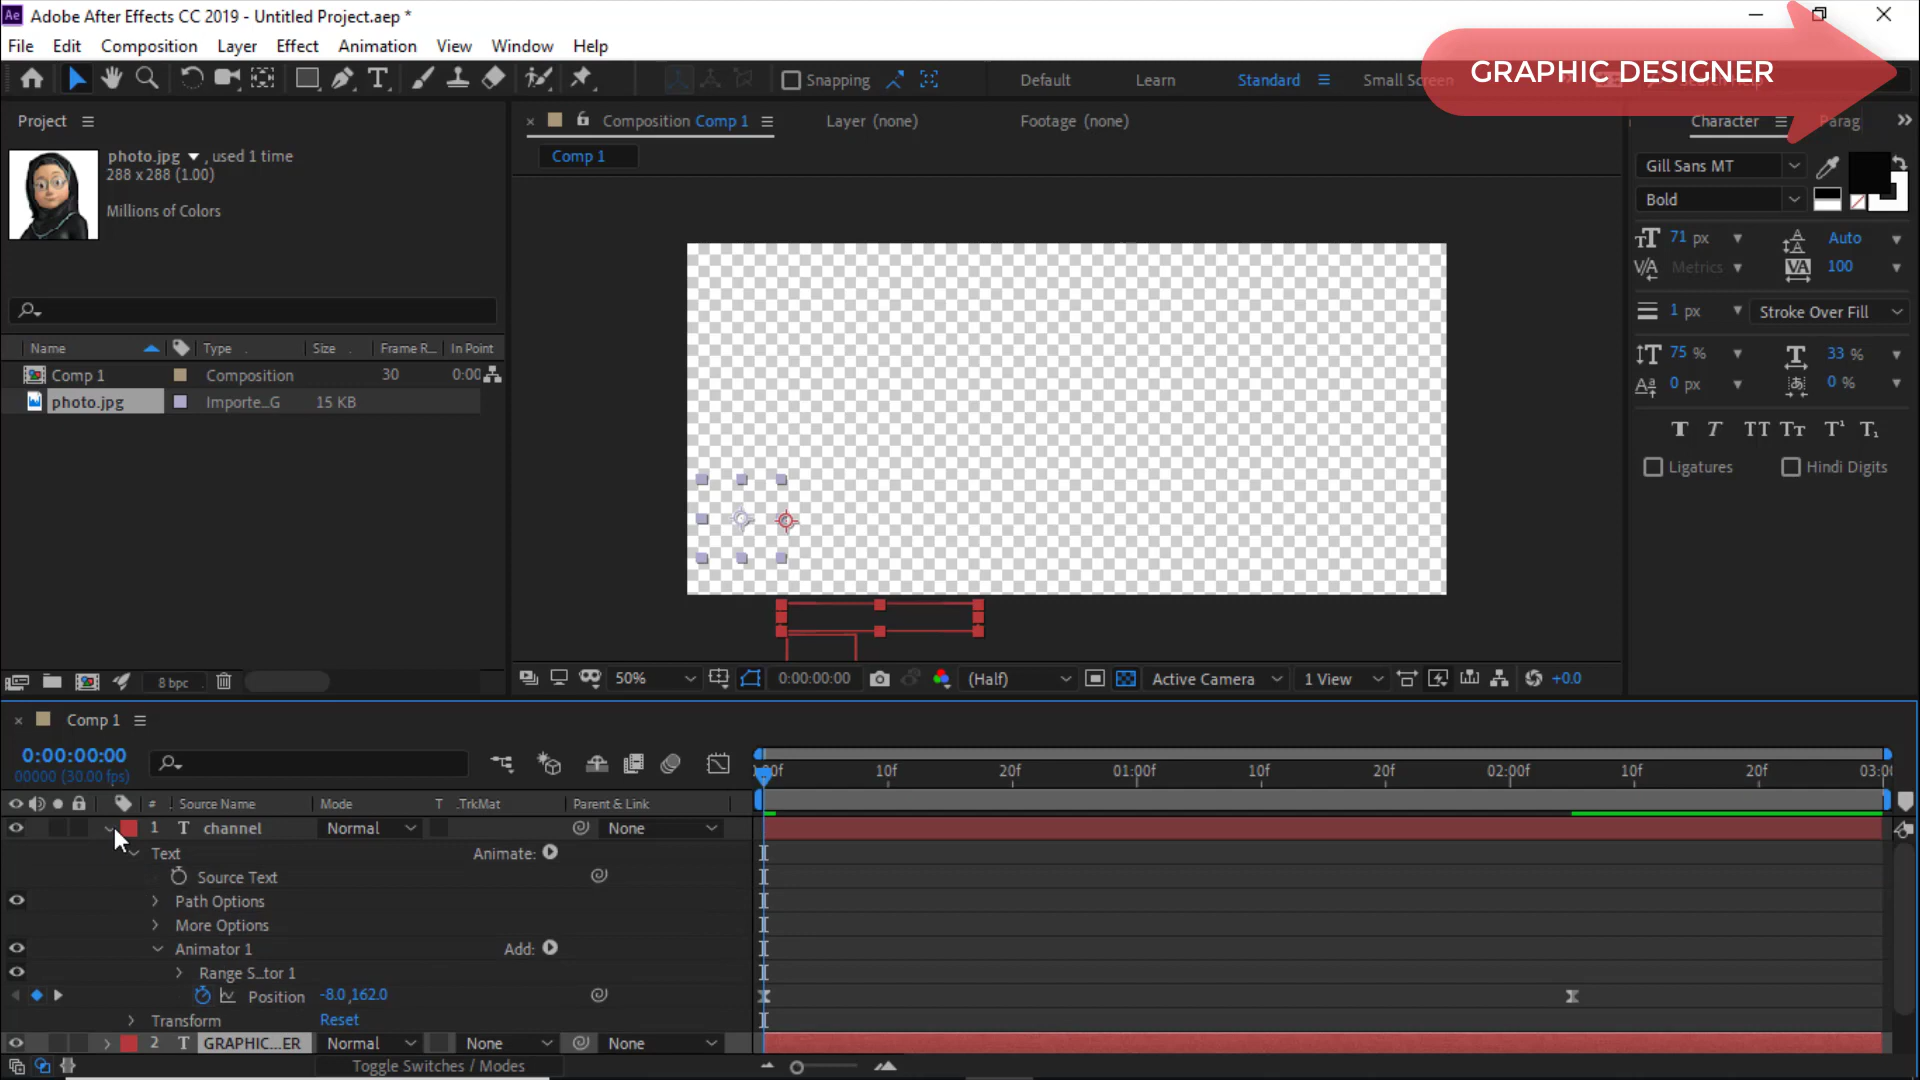 Ae Adobe After Effects CC 2019 - Untitled Project.aep *
File Edit Composition Layer Effect Animation View Window Help
Snapping Default Learn Standard Small Screen
GRAPHIC DESIGNER
Project
photo.jpg , used 1 time
288 x 288 (1.00)
Millions of Colors
Name Type Size Frame R... In Point
Comp 1 Composition 30 0:00
photo.jpg Importe...G 15 KB
8 bpc
Composition Comp 1 Layer (none) Footage (none)
Comp 1
50% 0:00:00:00 (Half) Active Camera 1 View +0.0
Character Parag
Gill Sans MT
Bold
71 px Auto
Metrics 100
1 px Stroke Over Fill
75 % 33 %
0 px 0 %
T T TT Tt T¹ T₁
Ligatures Hindi Digits
Comp 1
0:00:00:00
00000 (30.00 fps)
:00f 10f 20f 01:00f 10f 20f 02:00f 10f 20f 03:00
# Source Name Mode T .TrkMat Parent & Link
1 T channel Normal None
Text Animate:
Source Text
Path Options
More Options
Animator 1 Add:
Range S...tor 1
Position -8.0,162.0
Transform Reset
2 T GRAPHIC...ER Normal None None
Toggle Switches / Modes